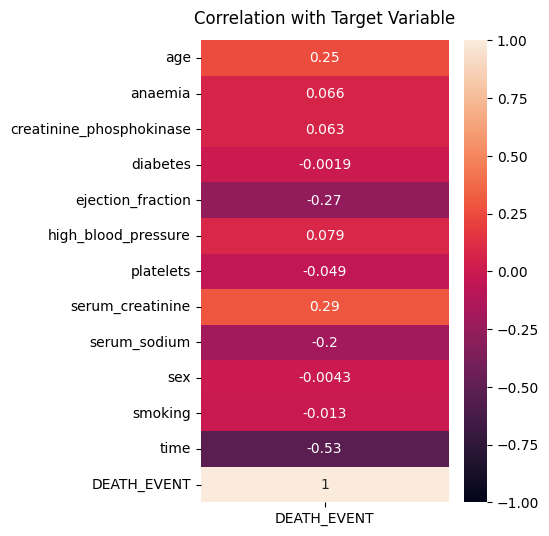 Correlation with Target Variable
age 0.25
anaemia 0.066
creatinine_phosphokinase 0.063
diabetes -0.0019
ejection_fraction -0.27
high_blood_pressure 0.079
platelets -0.049
serum_creatinine 0.29
serum_sodium -0.2
sex -0.0043
smoking -0.013
time -0.53
DEATH_EVENT 1
DEATH_EVENT
1.00
0.75
0.50
0.25
0.00
-0.25
-0.50
-0.75
-1.00